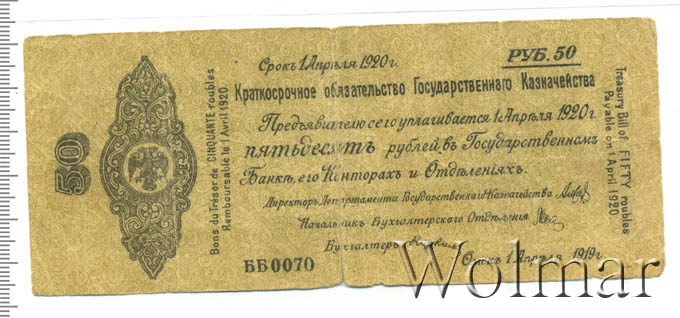 Срокъ 1 Апрѣля 1920 г.
РУБ. 50
Краткосрочное обязательство Государственнаго Казначейства
Предъявителю сего уплачивается 1 Апрѣля 1920 г.
пятьдесятъ рублей, въ Государственномъ
Банкѣ, его Конторахъ и Отдѣленіяхъ.
Директоръ Департамента Государственнаго Казначейства
Начальникъ Бухгалтерскаго Отдѣленія
Бухгалтеръ
Омскъ 1 Апрѣля 1919 г.
ББ0070
50
Bons du Trésor de CINQUANTE roubles
Remboursable le 1 Avril 1920
Treasury Bill of FIFTY roubles
Payable on 1 April 1920
Wolmar